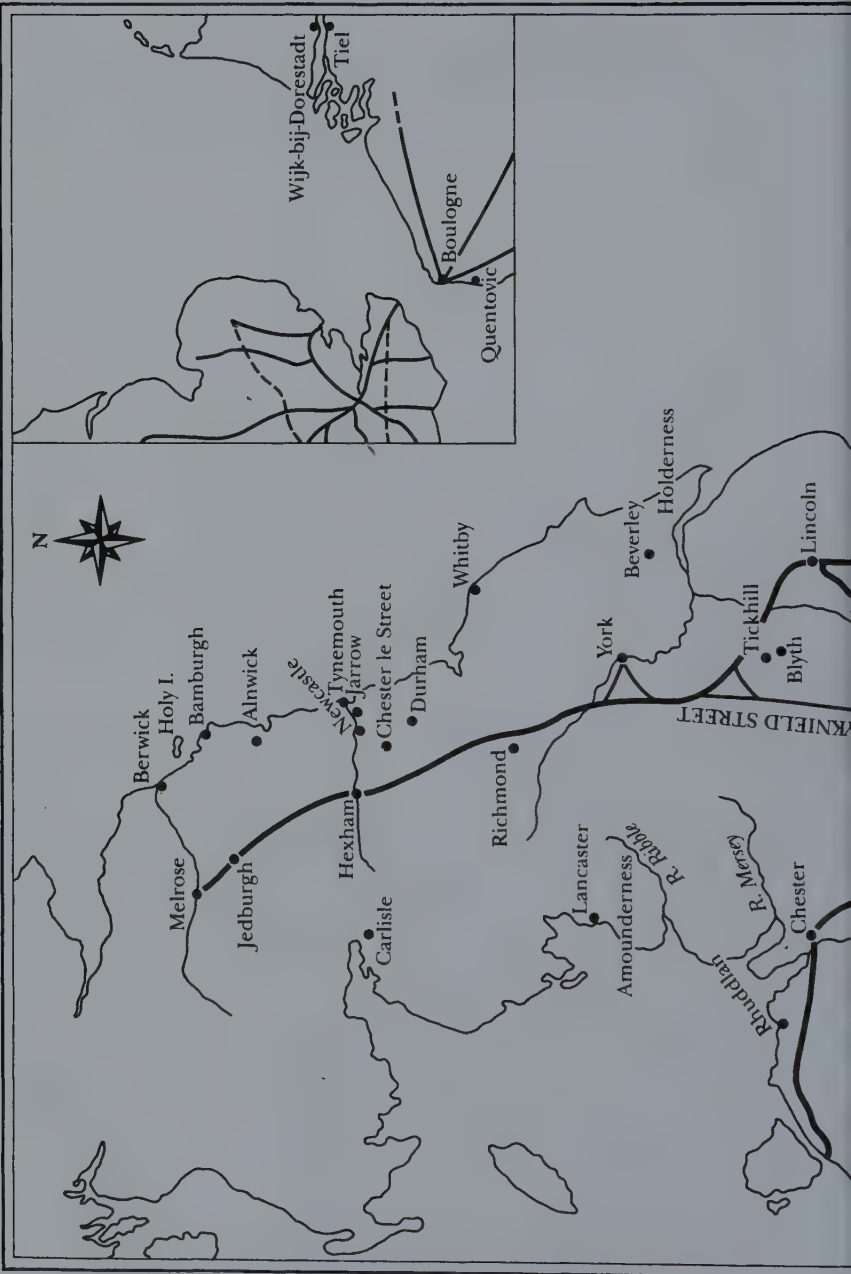 N
Wijk-bij-Dorestadt
Tiel
Boulogne
Quentovic
Berwick
Holy I.
Bamburgh
Melrose
Jedburgh
Alnwick
Newcastle
Tynemouth
Jarrow
Hexham
Chester le Street
Carlisle
Durham
Richmond
Whitby
Lancaster
Amounderness
R. Ribble
York
Beverley
Holderness
R. Mersey
Rhuddlan
Chester
YKNIELD STREET
Tickhill
Blyth
Lincoln